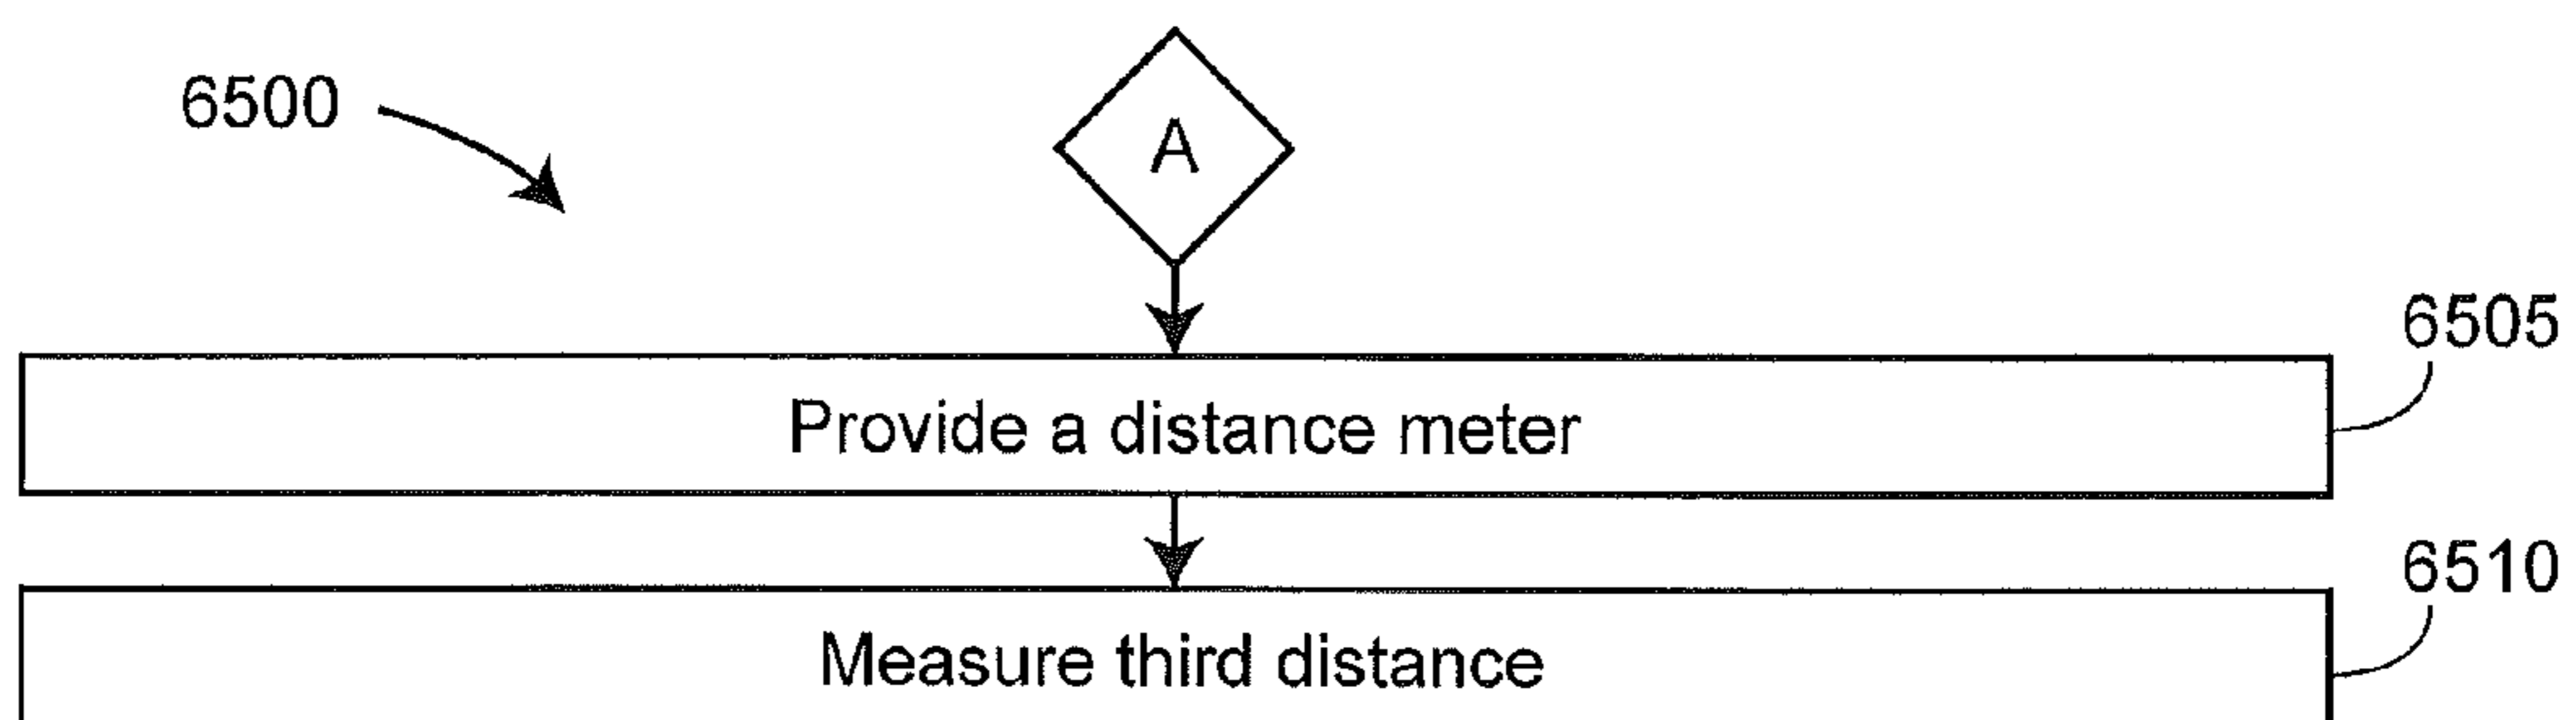 6500
A
6505
Provide a distance meter
6510
Measure third distance